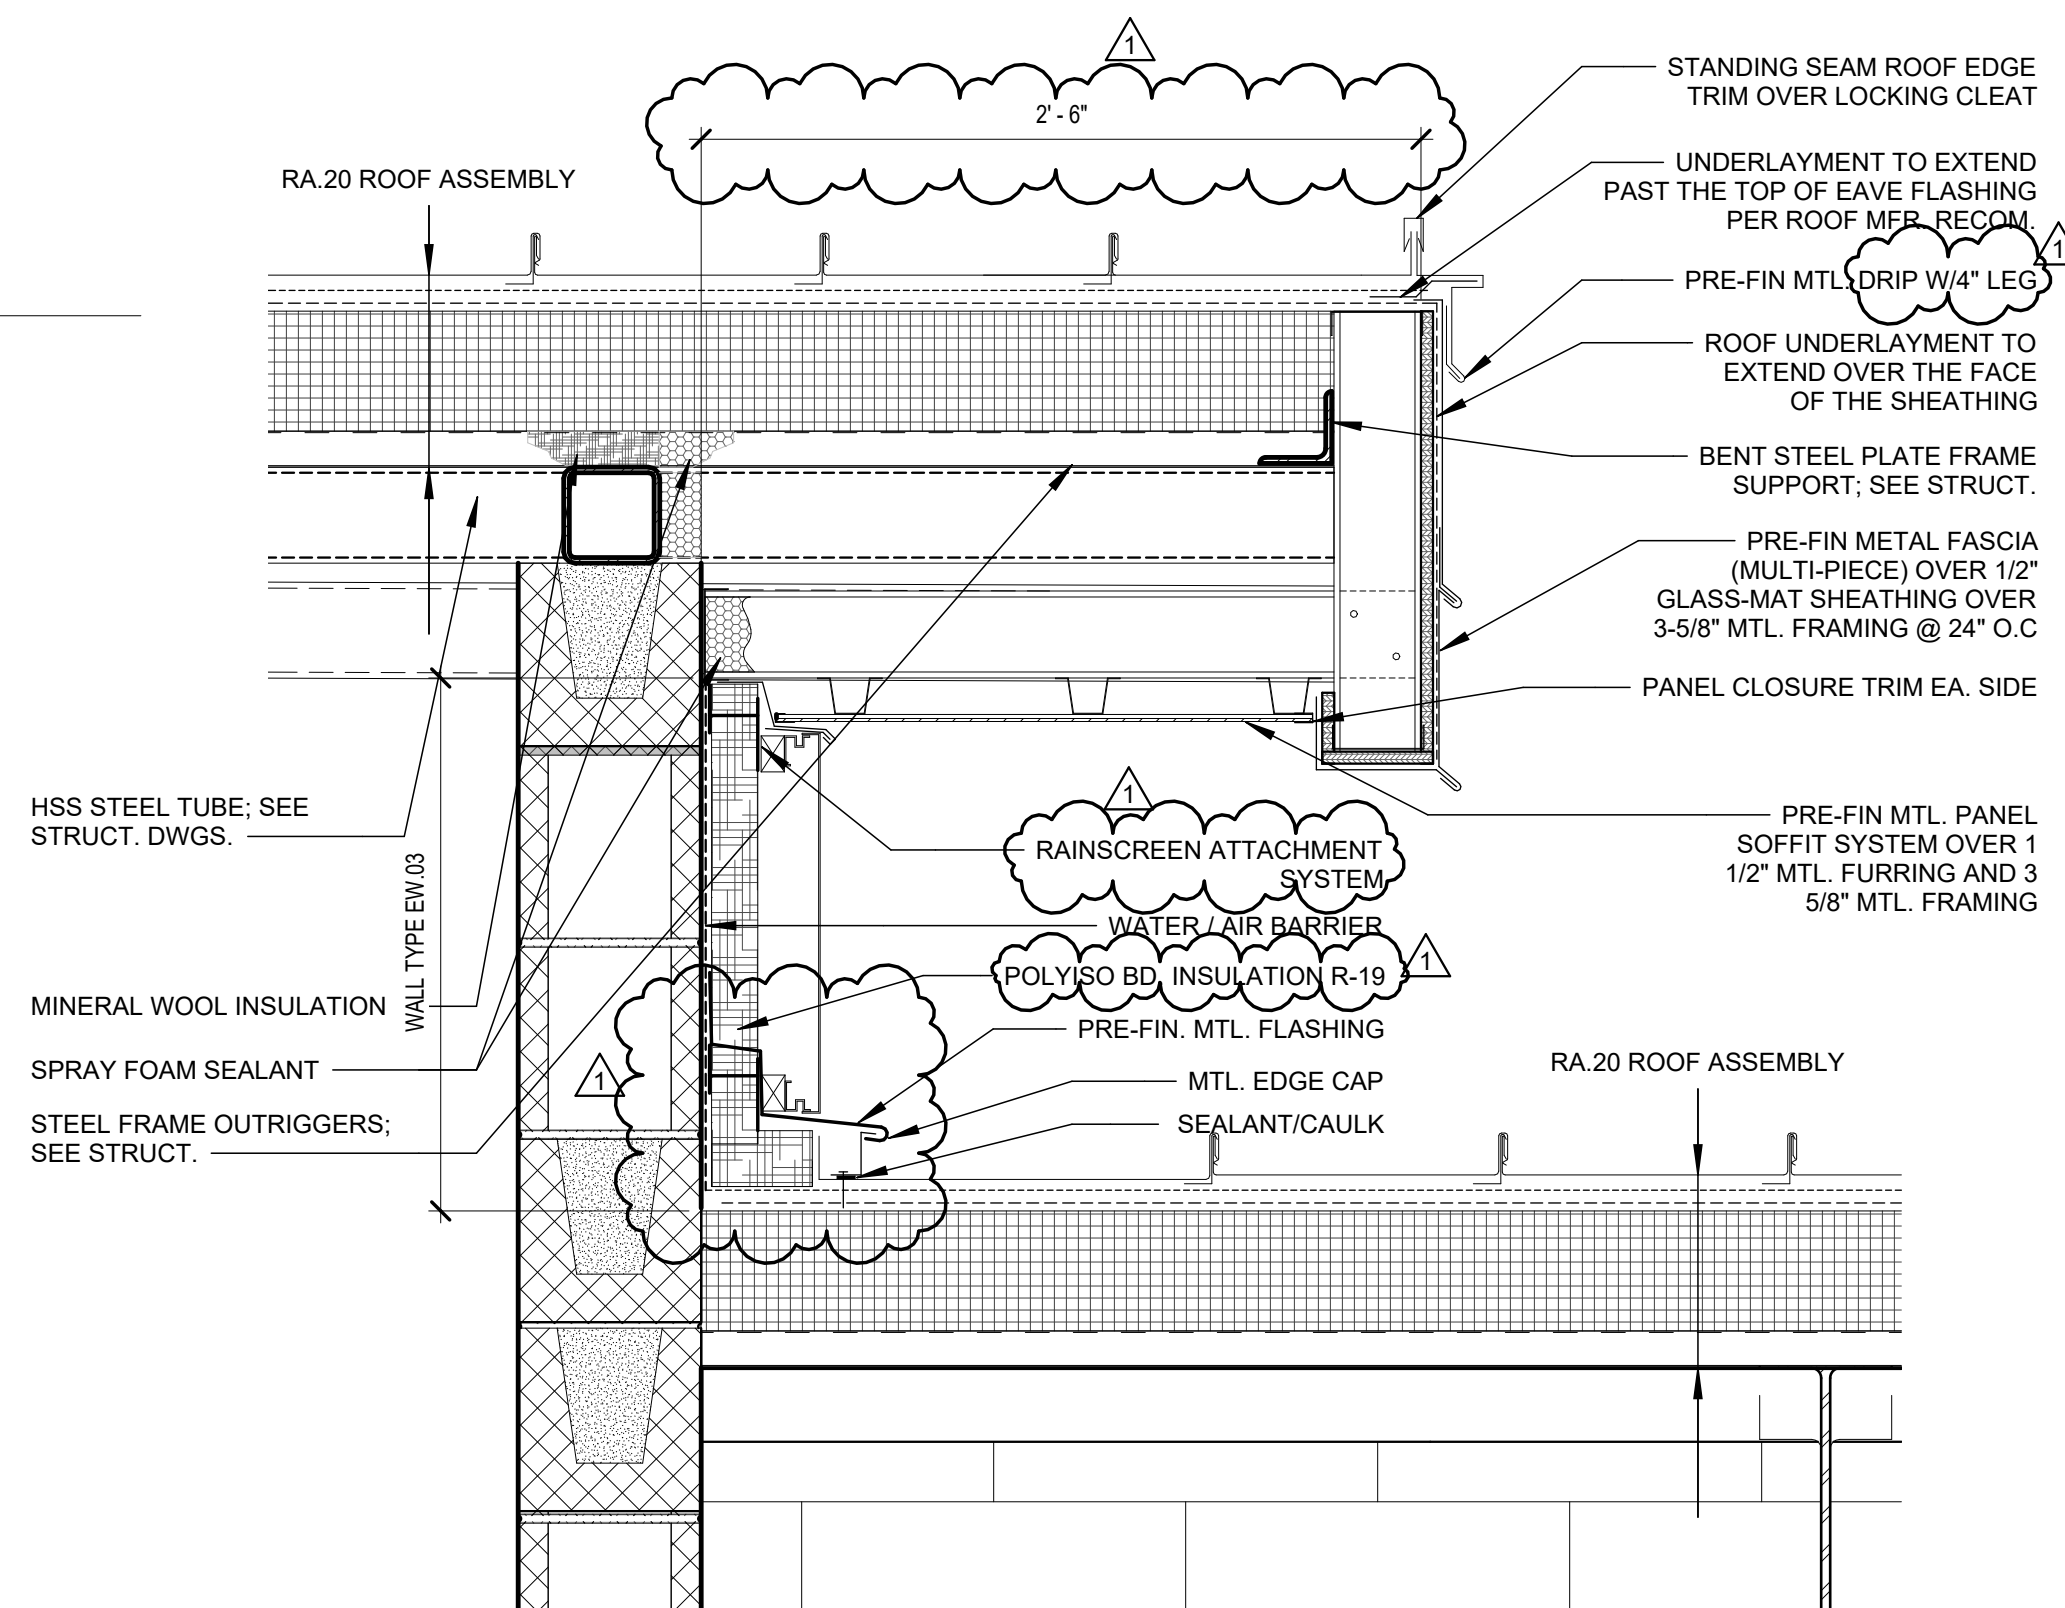 1
2' - 6"
STANDING SEAM ROOF EDGE
TRIM OVER LOCKING CLEAT
RA.20 ROOF ASSEMBLY
UNDERLAYMENT TO EXTEND
PAST THE TOP OF EAVE FLASHING
PER ROOF MFR. RECOM.
1
PRE-FIN MTL. DRIP W/4" LEG
ROOF UNDERLAYMENT TO
EXTEND OVER THE FACE
OF THE SHEATHING
BENT STEEL PLATE FRAME
SUPPORT; SEE STRUCT.
PRE-FIN METAL FASCIA
(MULTI-PIECE) OVER 1/2"
GLASS-MAT SHEATHING OVER
3-5/8" MTL. FRAMING @ 24" O.C
PANEL CLOSURE TRIM EA. SIDE
PRE-FIN MTL. PANEL
SOFFIT SYSTEM OVER 1
1/2" MTL. FURRING AND 3
5/8" MTL. FRAMING
HSS STEEL TUBE; SEE
STRUCT. DWGS.
WALL TYPE EW.03
MINERAL WOOL INSULATION
SPRAY FOAM SEALANT
STEEL FRAME OUTRIGGERS;
SEE STRUCT.
1
RAINSCREEN ATTACHMENT
SYSTEM
WATER / AIR BARRIER
POLYISO BD. INSULATION R-19
1
PRE-FIN. MTL. FLASHING
1
MTL. EDGE CAP
SEALANT/CAULK
RA.20 ROOF ASSEMBLY